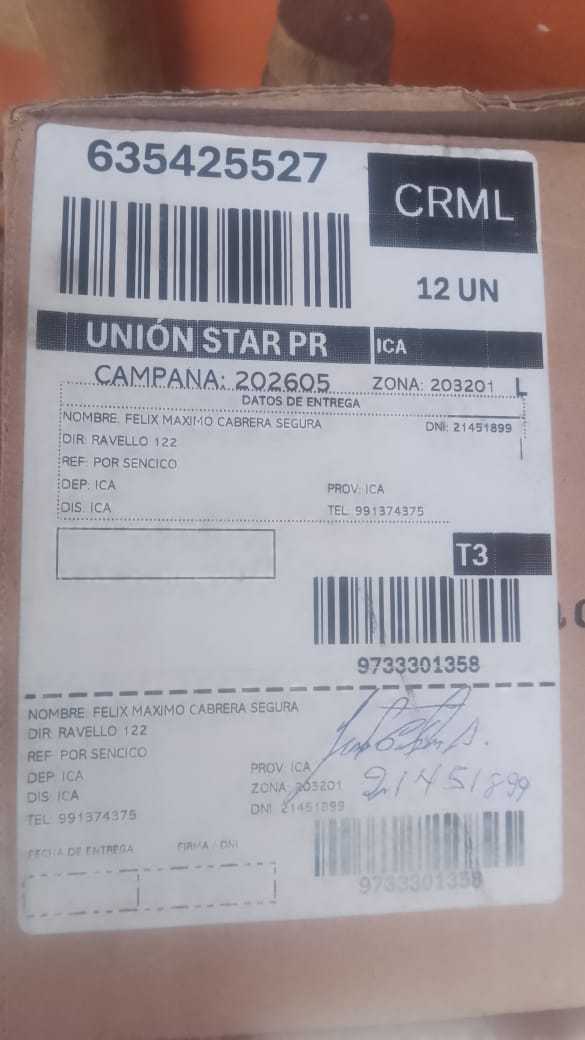 635425527
CRML
12 UN
UNIÓN STAR PR
ICA
CAMPAÑA: 202605 ZONA: 203201 L
DATOS DE ENTREGA
NOMBRE: FELIX MAXIMO CABRERA SEGURA DNI: 21451899
DIR: RAVELLO 122
REF: POR SENCICO
DEP: ICA PROV: ICA
DIS: ICA TEL: 991374375
T3
9733301358
NOMBRE: FELIX MAXIMO CABRERA SEGURA
DIR: RAVELLO 122
REF: POR SENCICO
DEP: ICA PROV: ICA
DIS: ICA ZONA: 203201
TEL: 991374375 DNI: 21451899
21451899
FECHA DE ENTREGA FIRMA / DNI
9733301358